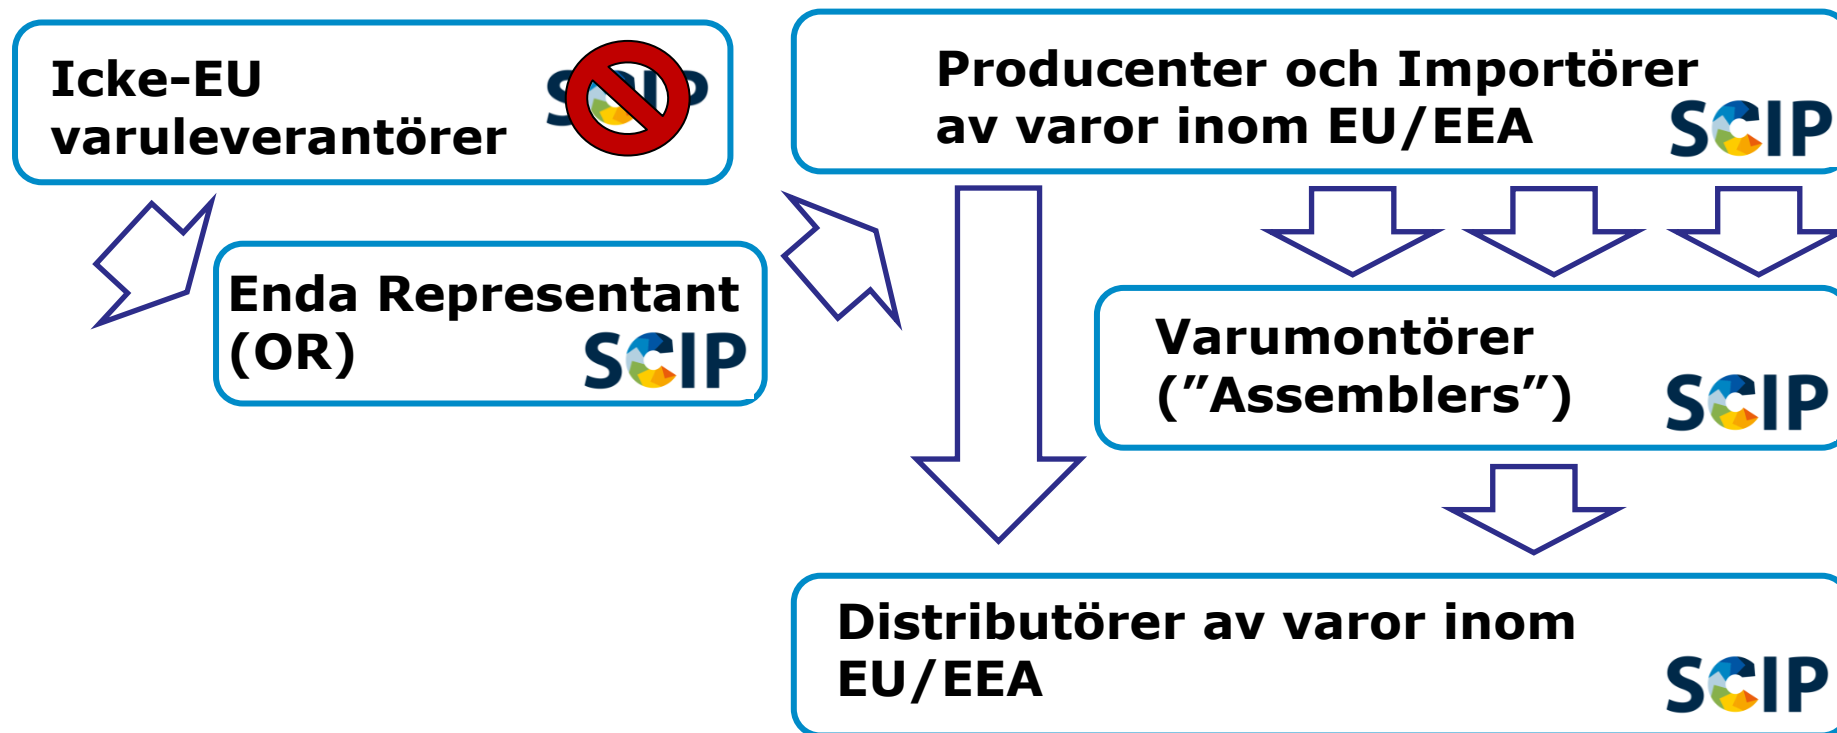 Icke-EU
varuleverantörer
SCIP
Producenter och Importörer
av varor inom EU/EEA
SCIP
Enda Representant
(OR)
SCIP
Varumontörer
(”Assemblers”)
SCIP
Distributörer av varor inom
EU/EEA
SCIP